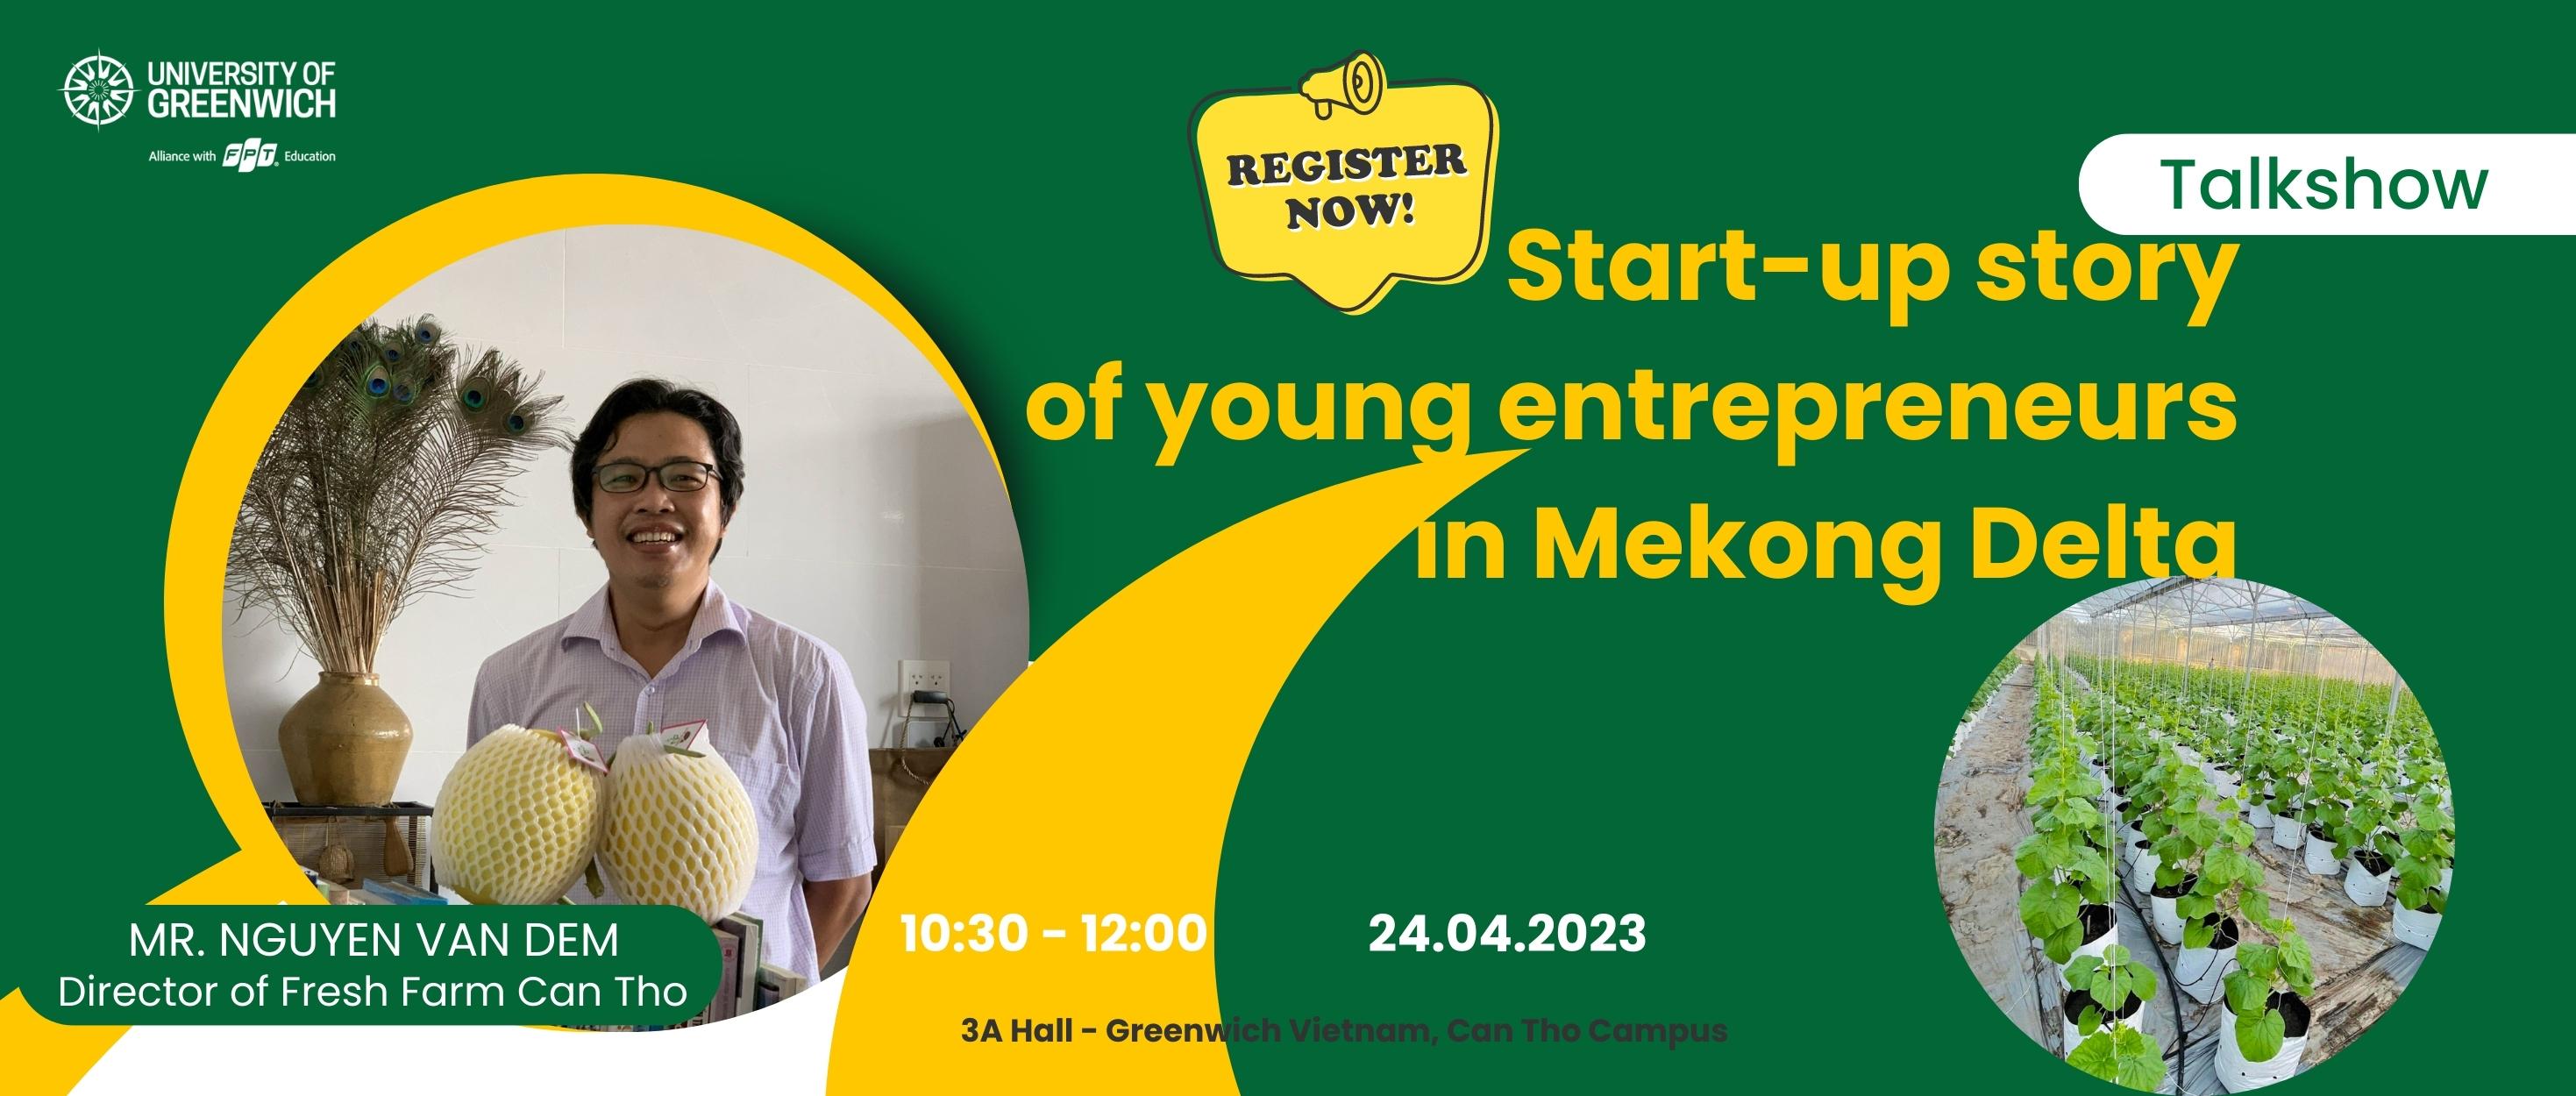 UNIVERSITY OF
GREENWICH
Alliance with FPT Education
REGISTER
NOW!
Talkshow
Start-up story
of young entrepreneurs
in Mekong Delta
MR. NGUYEN VAN DEM
Director of Fresh Farm Can Tho
10:30 - 12:00
24.04.2023
3A Hall - Greenwich Vietnam, Can Tho Campus